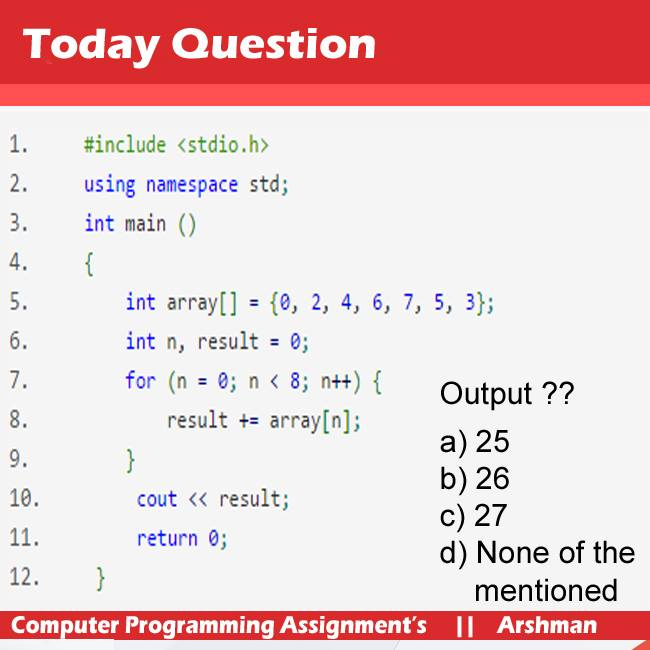 Today Question
1. #include <stdio.h>
2. using namespace std;
3. int main ()
4. {
5. int array[] = {0, 2, 4, 6, 7, 5, 3};
6. int n, result = 0;
7. for (n = 0; n < 8; n++) {
8. result += array[n];
9. }
10. cout << result;
11. return 0;
12. }
Output ??
a) 25
b) 26
c) 27
d) None of the
mentioned
Computer Programming Assignment's || Arshman